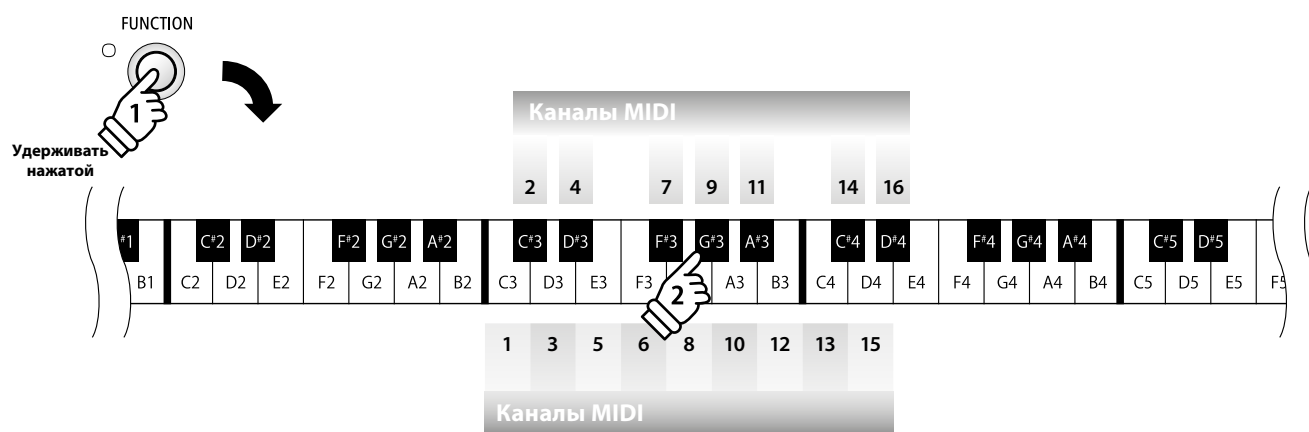 FUNCTION
1
Удерживать
нажатой
Каналы MIDI
2 4 7 9 11 14 16
#1 C#2 D#2 F#2 G#2 A#2 C#3 D#3 F#3 G#3 A#3 C#4 D#4 F#4 G#4 A#4 C#5 D#5
B1 C2 D2 E2 F2 G2 A2 B2 C3 D3 E3 F3 A3 B3 C4 D4 E4 F4 G4 A4 B4 C5 D5 E5 F5
2
1 3 5 6 8 10 12 13 15
Каналы MIDI